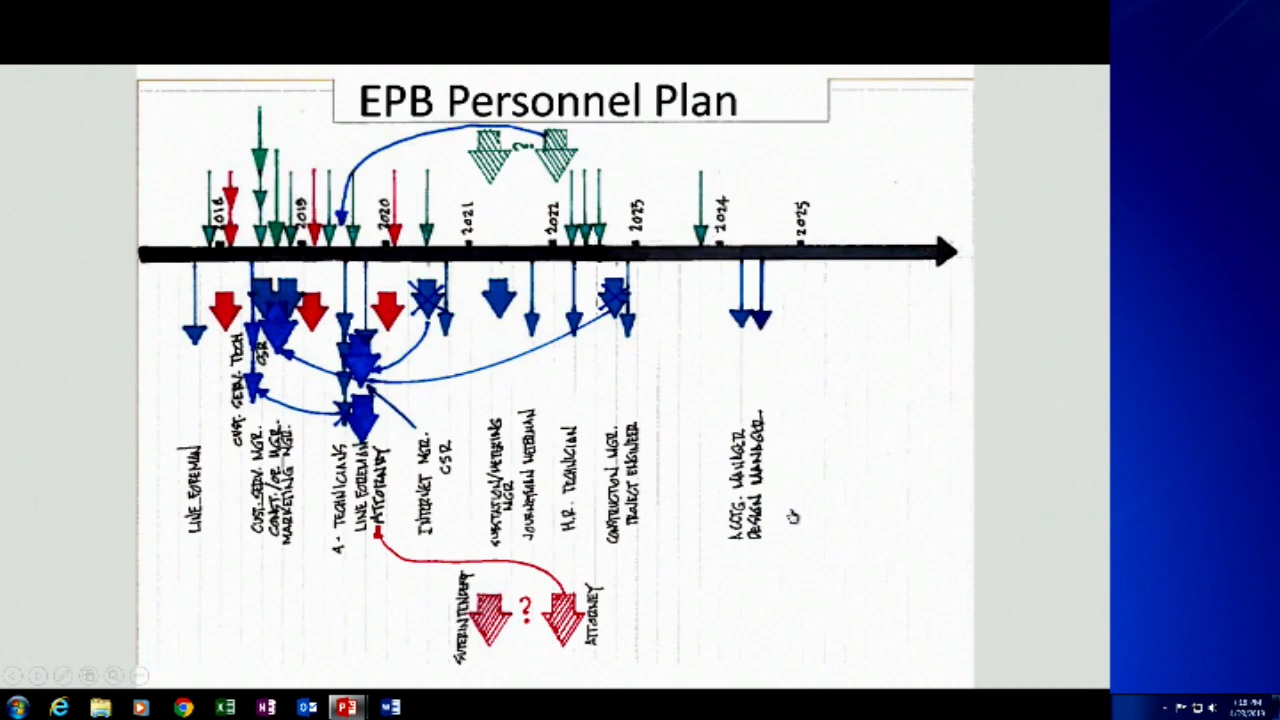 EPB Personnel Plan
?
2018
2019
2020
2021
2022
2023
2024
2025
LINE FOREMAN
CUST. SERV. TECH
CSR
CUST. SERV. MGR.
CONST./OP. MGR.
MARKETING MGR.
4 - TECHNICIANS
LINE FOREMAN
ATTORNEY
INTERNET MGR.
CSR
SUBSTATION/METERING
MGR
JOURNEYMAN METERMAN
H.R. TECHNICIAN
CONSTRUCTION MGR.
PROJECT ENGINEER
ACCTG. MANAGER
DESIGN MANAGER
SUPERINTENDENT
?
ATTORNEY